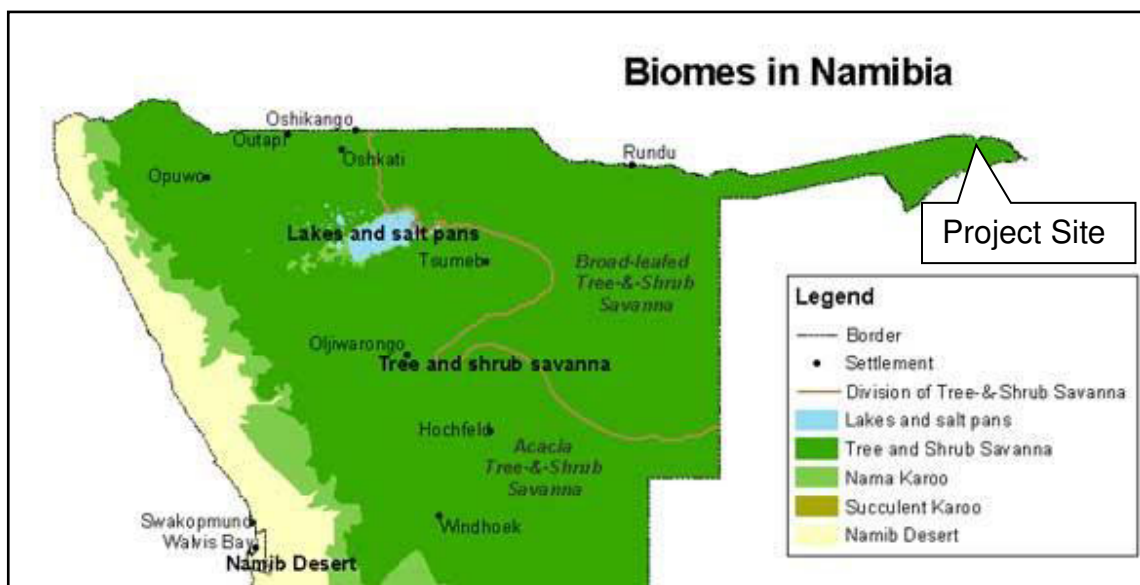 Biomes in Namibia
Oshikango
Outapi
Oshkati
Rundu
Opuwo
Project Site
Lakes and salt pans
Tsumeb
Broad-leafed
Tree-&-Shrub
Savanna
Legend
Border
Settlement
Division of Tree-&-Shrub Savanna
Lakes and salt pans
Tree and Shrub Savanna
Nama Karoo
Succulent Karoo
Namib Desert
Otjiwarongo
Tree and shrub savanna
Hochfeld
Acacia
Tree-&-Shrub
Savanna
Swakopmund
Windhoek
Walvis Bay
Namib Desert